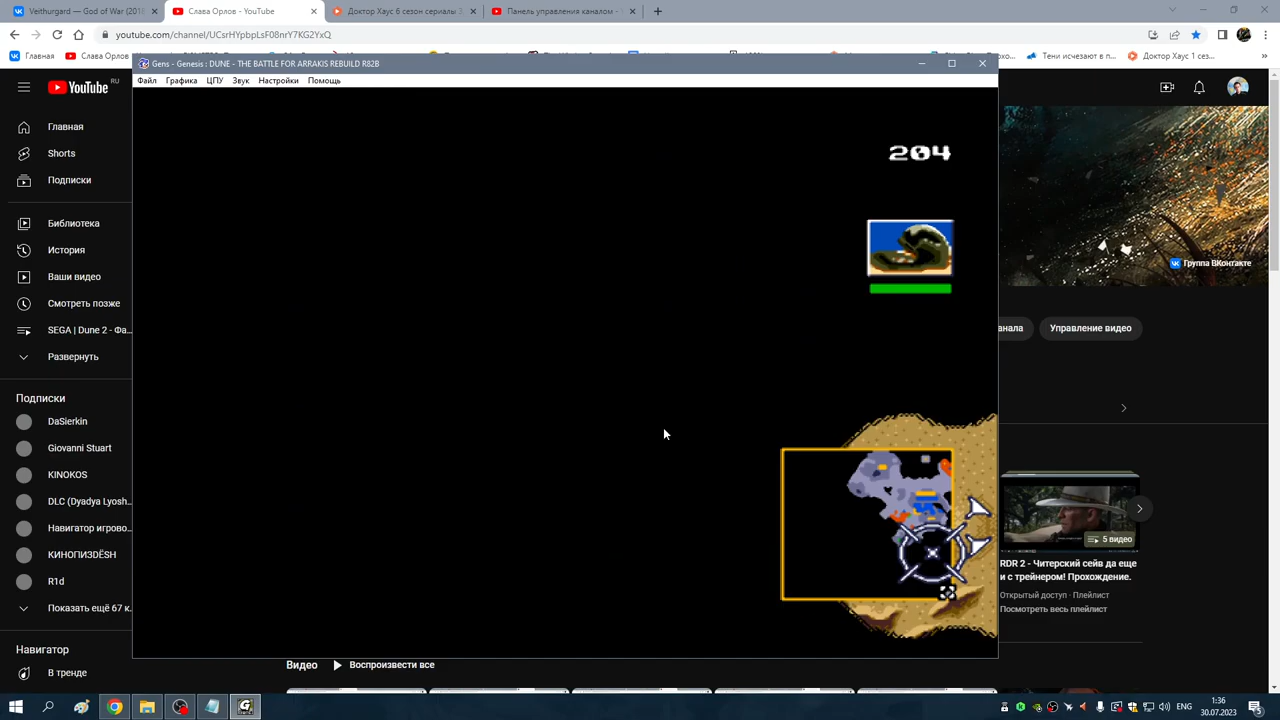 Veithurgard — God of War (2018
Слава Орлов - YouTube
Доктор Хаус 6 сезон сериалы 3
Панель управления каналом - Y
youtube.com/channel/UCsrHYpbpLsF08nrY7KG2YxQ
Главная
Слава Орлов
Тени исчезают в п...
Доктор Хаус 1 сез...
Gens - Genesis : DUNE - THE BATTLE FOR ARRAKIS REBUILD R82B
Файл Графика ЦПУ Звук Настройки Помощь
YouTube RU
Главная
Shorts
Подписки
Библиотека
История
Ваши видео
Смотреть позже
SEGA | Dune 2 - Фа...
Развернуть
Подписки
DaSierkin
Giovanni Stuart
KINOKOS
DLC (Dyadya Lyosh...
Навигатор игрово...
КИНОПИЗDЁSH
R1d
Показать ещё 67 к...
Навигатор
В тренде
204
Группа ВКонтакте
анала
Управление видео
5 видео
RDR 2 - Читерский сейв да еще
и с трейнером! Прохождение.
Открытый доступ · Плейлист
Посмотреть весь плейлист
Видео Воспроизвести все
ENG
1:36
30.07.2023
5